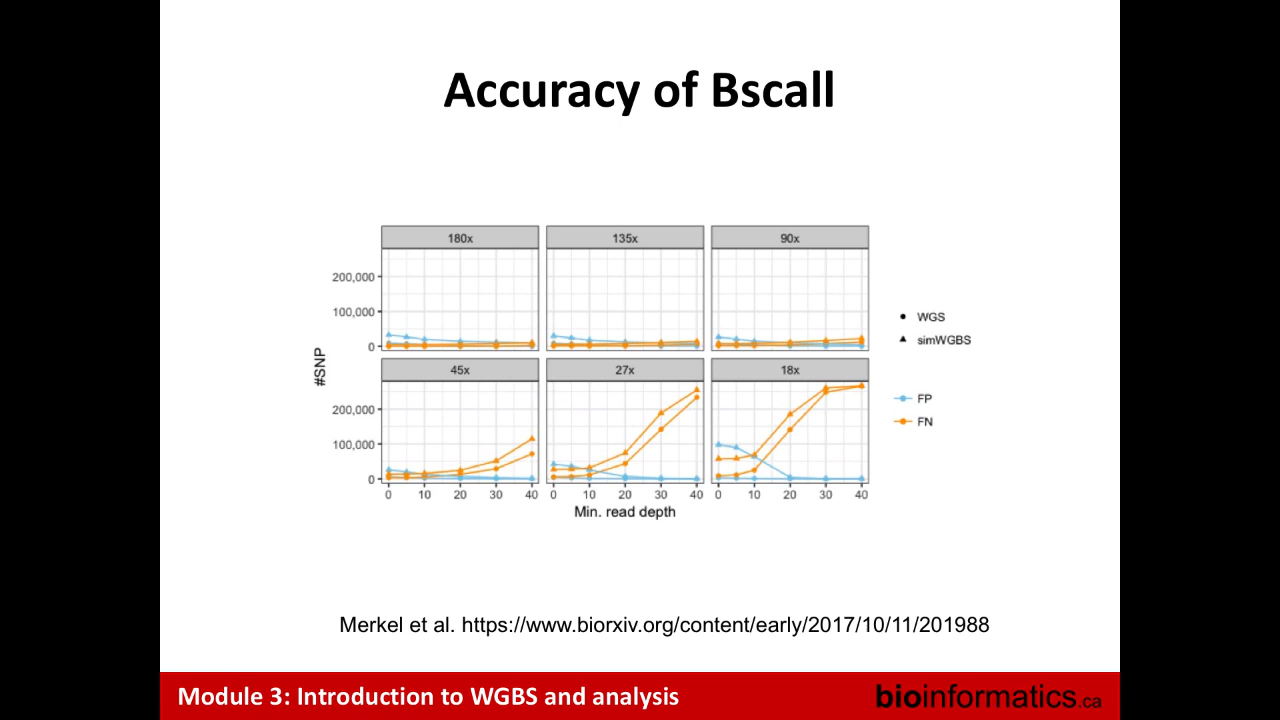 Accuracy of Bscall
180x 135x 90x
200,000
100,000
0
45x 27x 18x
200,000
100,000
0
0 10 20 30 40 0 10 20 30 40 0 10 20 30 40
Min. read depth
#SNP
WGS
simWGBS
FP
FN
Merkel et al. https://www.biorxiv.org/content/early/2017/10/11/201988
Module 3: Introduction to WGBS and analysis
bioinformatics.ca